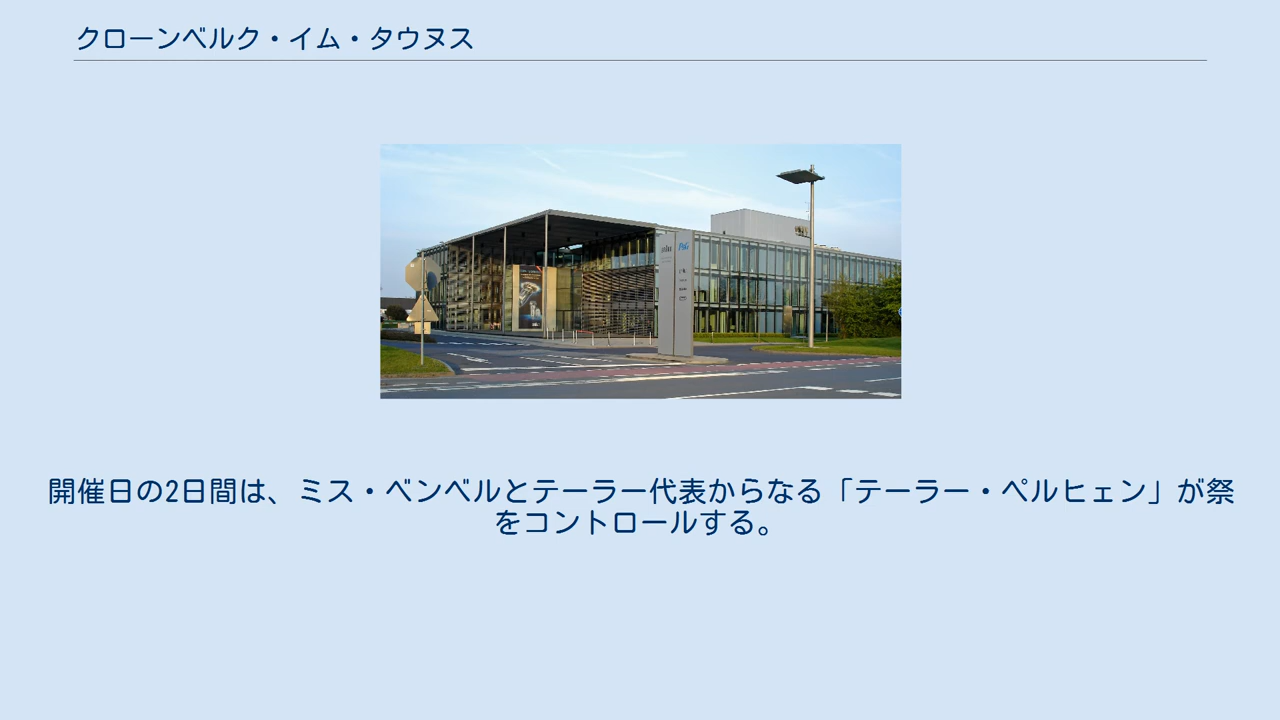 クローンベルク・イム・タウヌス
P&G
開催日の2日間は、ミス・ベンベルとテーラー代表からなる「テーラー・ペルヒェン」が祭
をコントロールする。